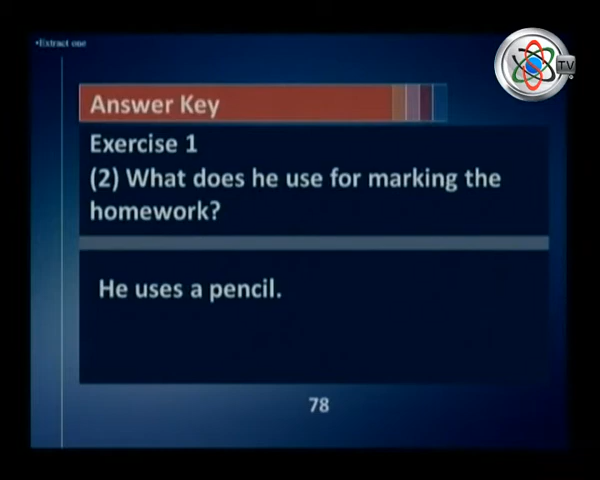 •Extract one
TV
Answer Key
Exercise 1
(2) What does he use for marking the
homework?
He uses a pencil.
78